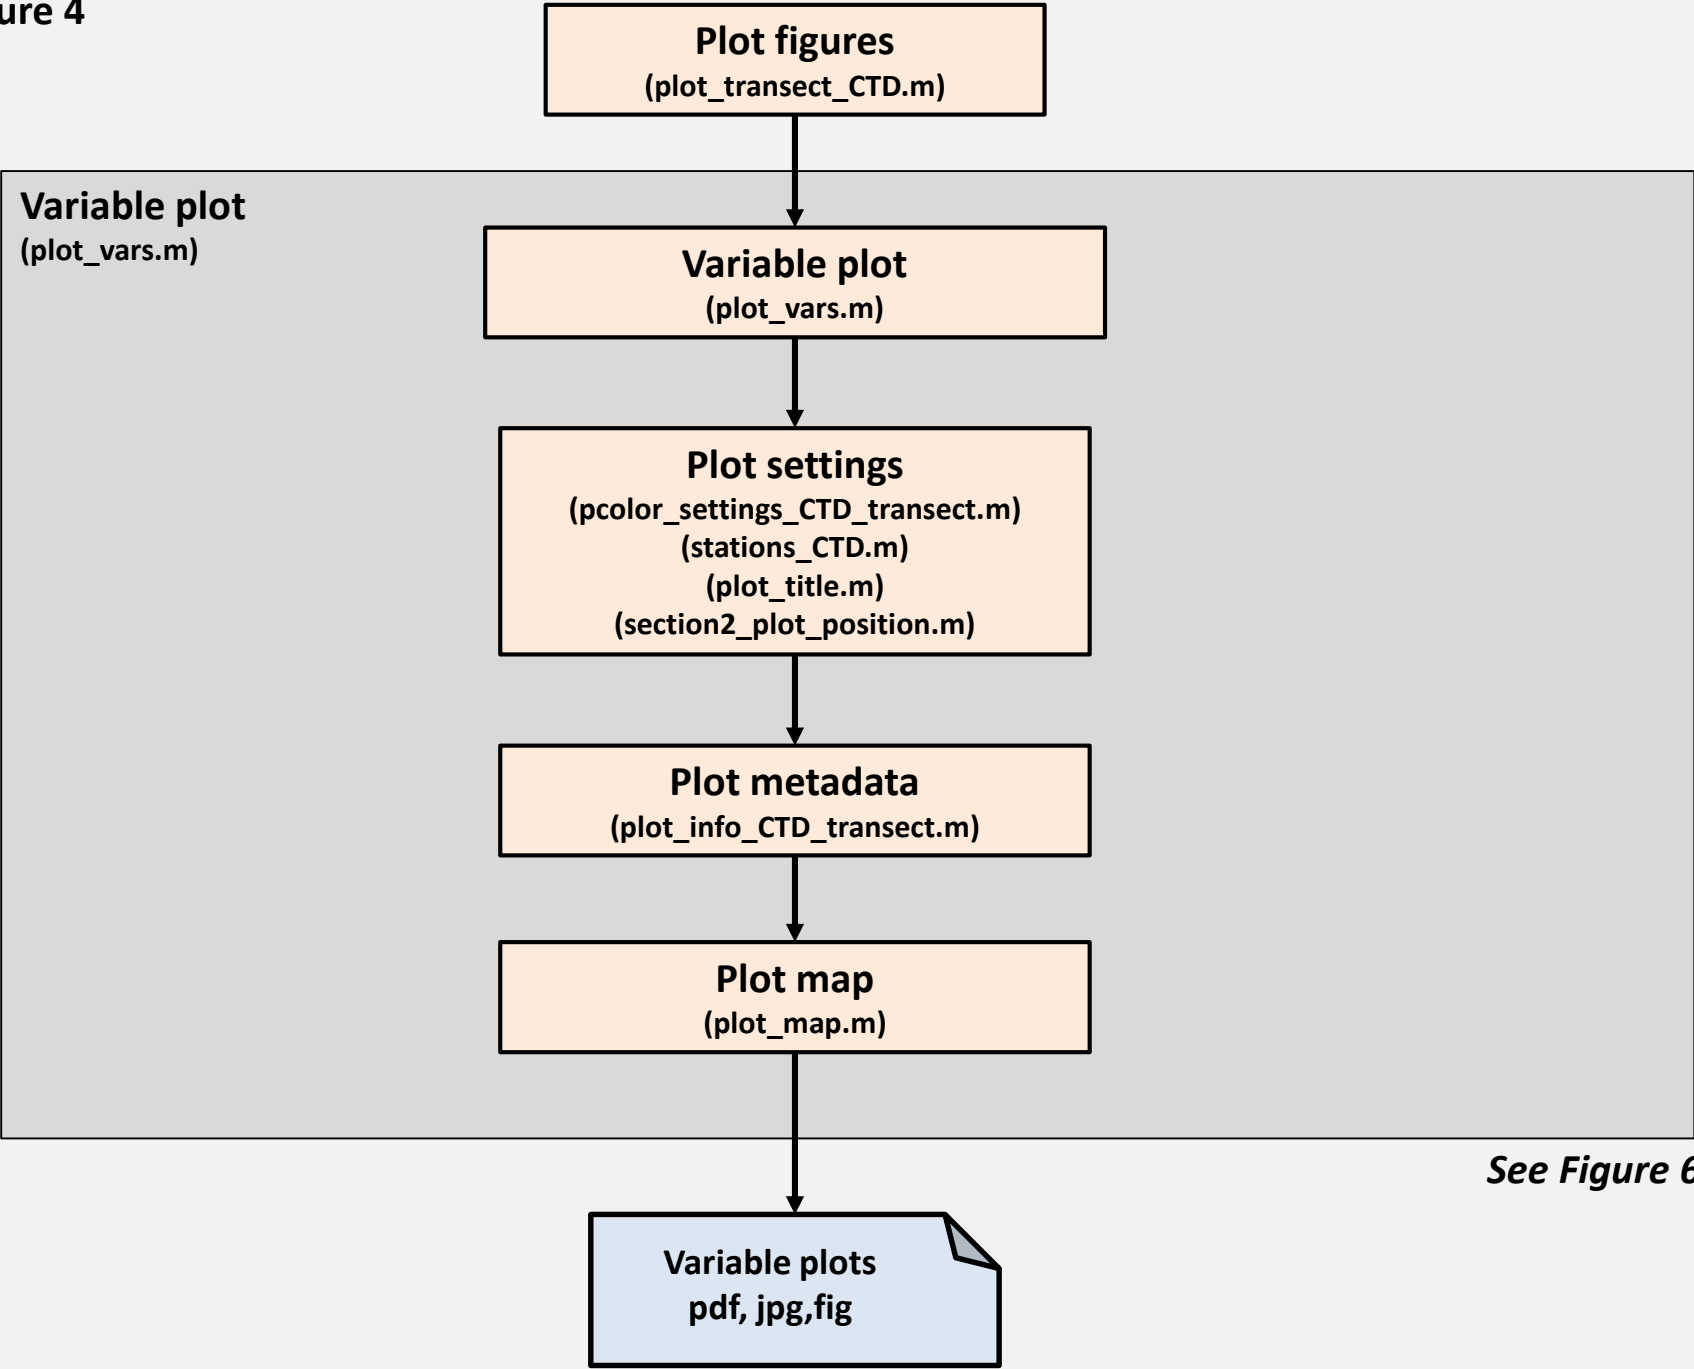 ure 4
Plot figures
(plot_transect_CTD.m)
Variable plot
(plot_vars.m)
Variable plot
(plot_vars.m)
Plot settings
(pcolor_settings_CTD_transect.m)
(stations_CTD.m)
(plot_title.m)
(section2_plot_position.m)
Plot metadata
(plot_info_CTD_transect.m)
Plot map
(plot_map.m)
See Figure 6
Variable plots
pdf, jpg,fig